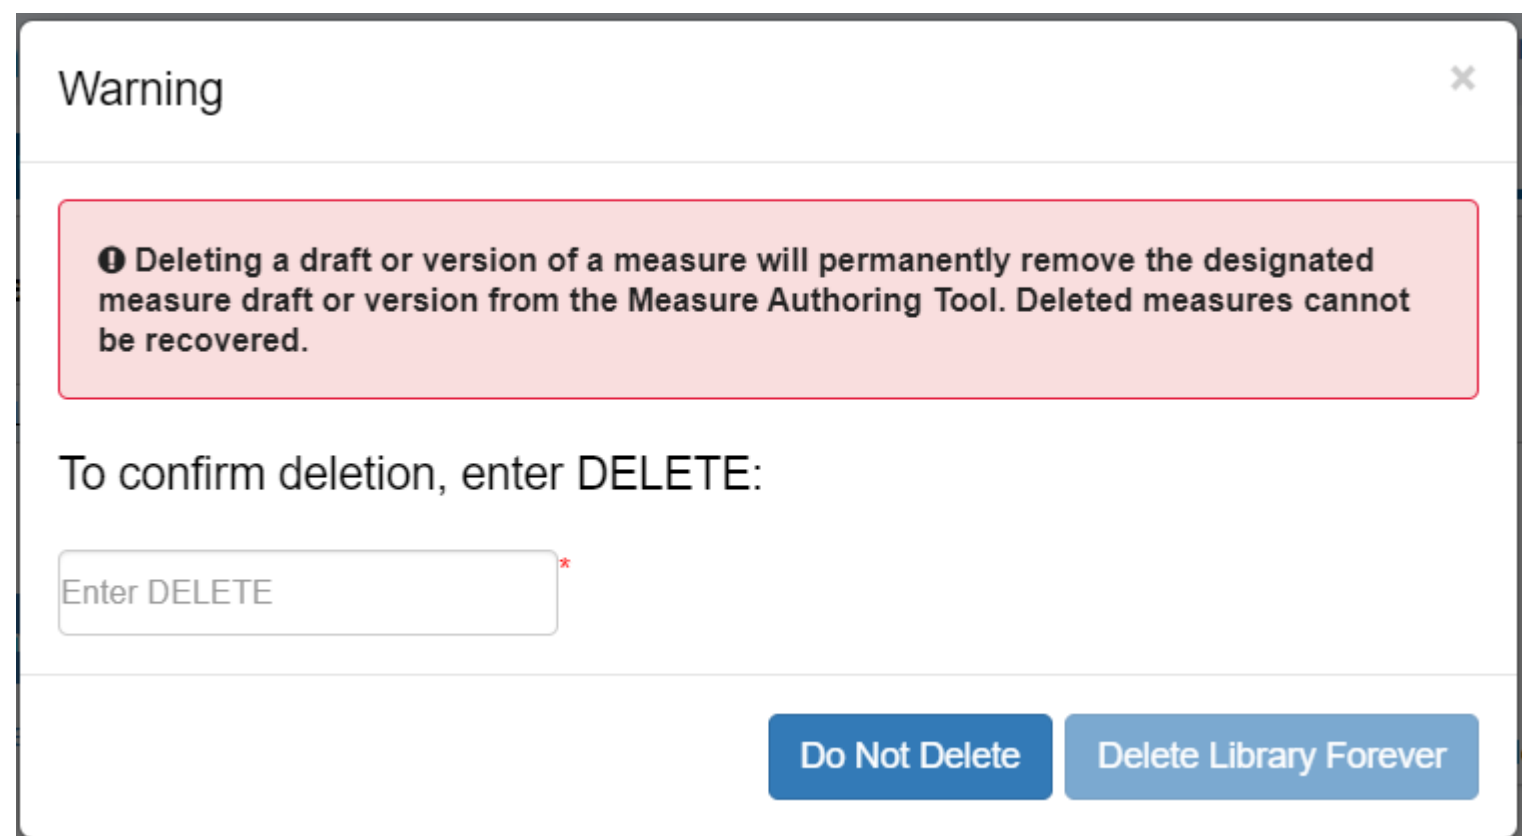 Warning
×
Deleting a draft or version of a measure will permanently remove the designated
measure draft or version from the Measure Authoring Tool. Deleted measures cannot
be recovered.
To confirm deletion, enter DELETE:
Enter DELETE *
Do Not Delete Delete Library Forever